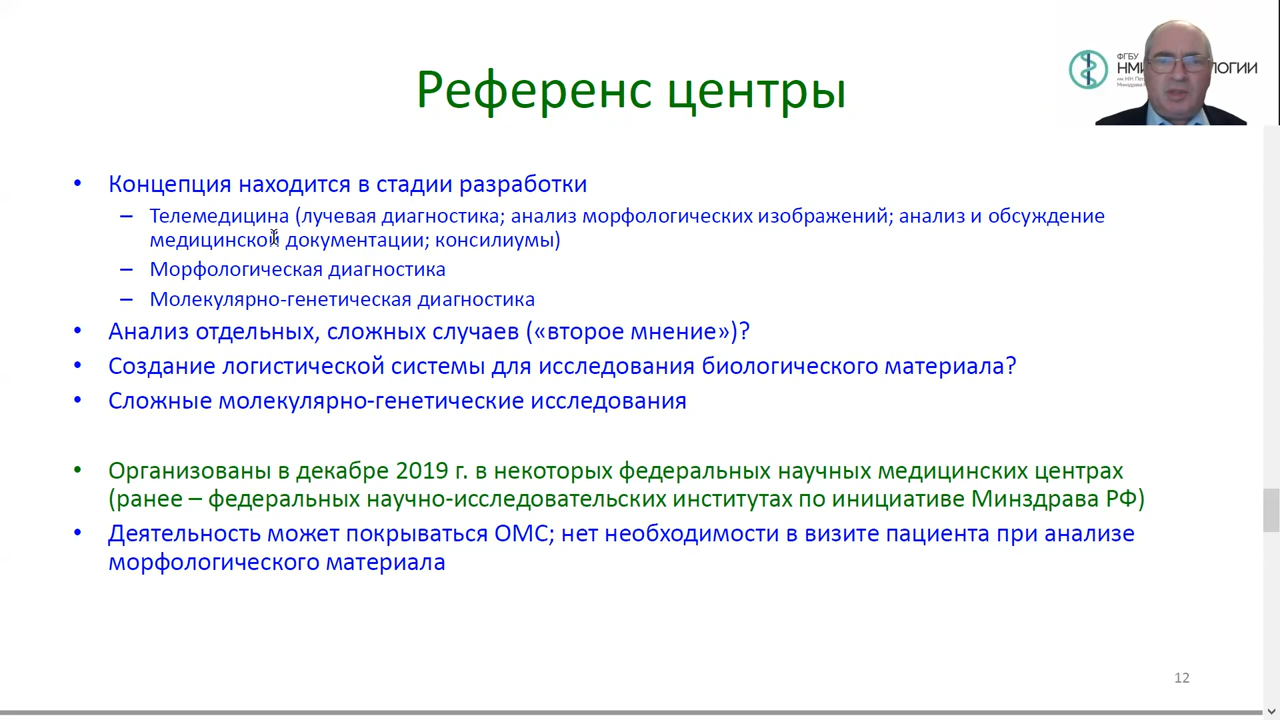 ФГБУ
Референс центры
• Концепция находится в стадии разработки
– Телемедицина (лучевая диагностика; анализ морфологических изображений; анализ и обсуждение
медицинской документации; консилиумы)
– Морфологическая диагностика
– Молекулярно-генетическая диагностика
• Анализ отдельных, сложных случаев («второе мнение»)?
• Создание логистической системы для исследования биологического материала?
• Сложные молекулярно-генетические исследования
• Организованы в декабре 2019 г. в некоторых федеральных научных медицинских центрах
(ранее – федеральных научно-исследовательских институтах по инициативе Минздрава РФ)
• Деятельность может покрываться ОМС; нет необходимости в визите пациента при анализе
морфологического материала
12